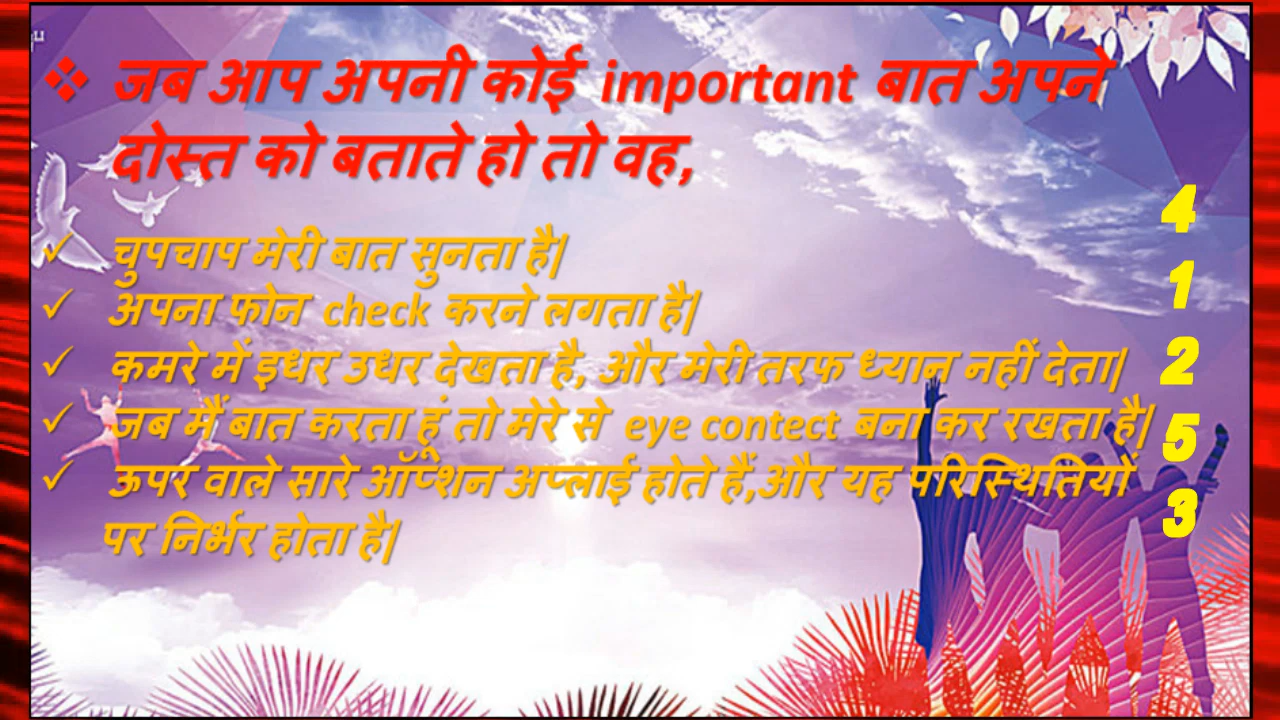 ❖ जब आप अपनी कोई important बात अपने
दोस्त को बताते हो तो वह,
✓ चुपचाप मेरी बात सुनता है|
✓ अपना फोन check करने लगता है|
✓ कमरे में इधर उधर देखता है, और मेरी तरफ ध्यान नहीं देता|
✓ जब मैं बात करता हूं तो मेरे से eye contect बना कर रखता है|
✓ ऊपर वाले सारे ऑप्शन अप्लाई होते हैं,और यह परिस्थितियों
पर निर्भर होता है|
4
1
2
5
3